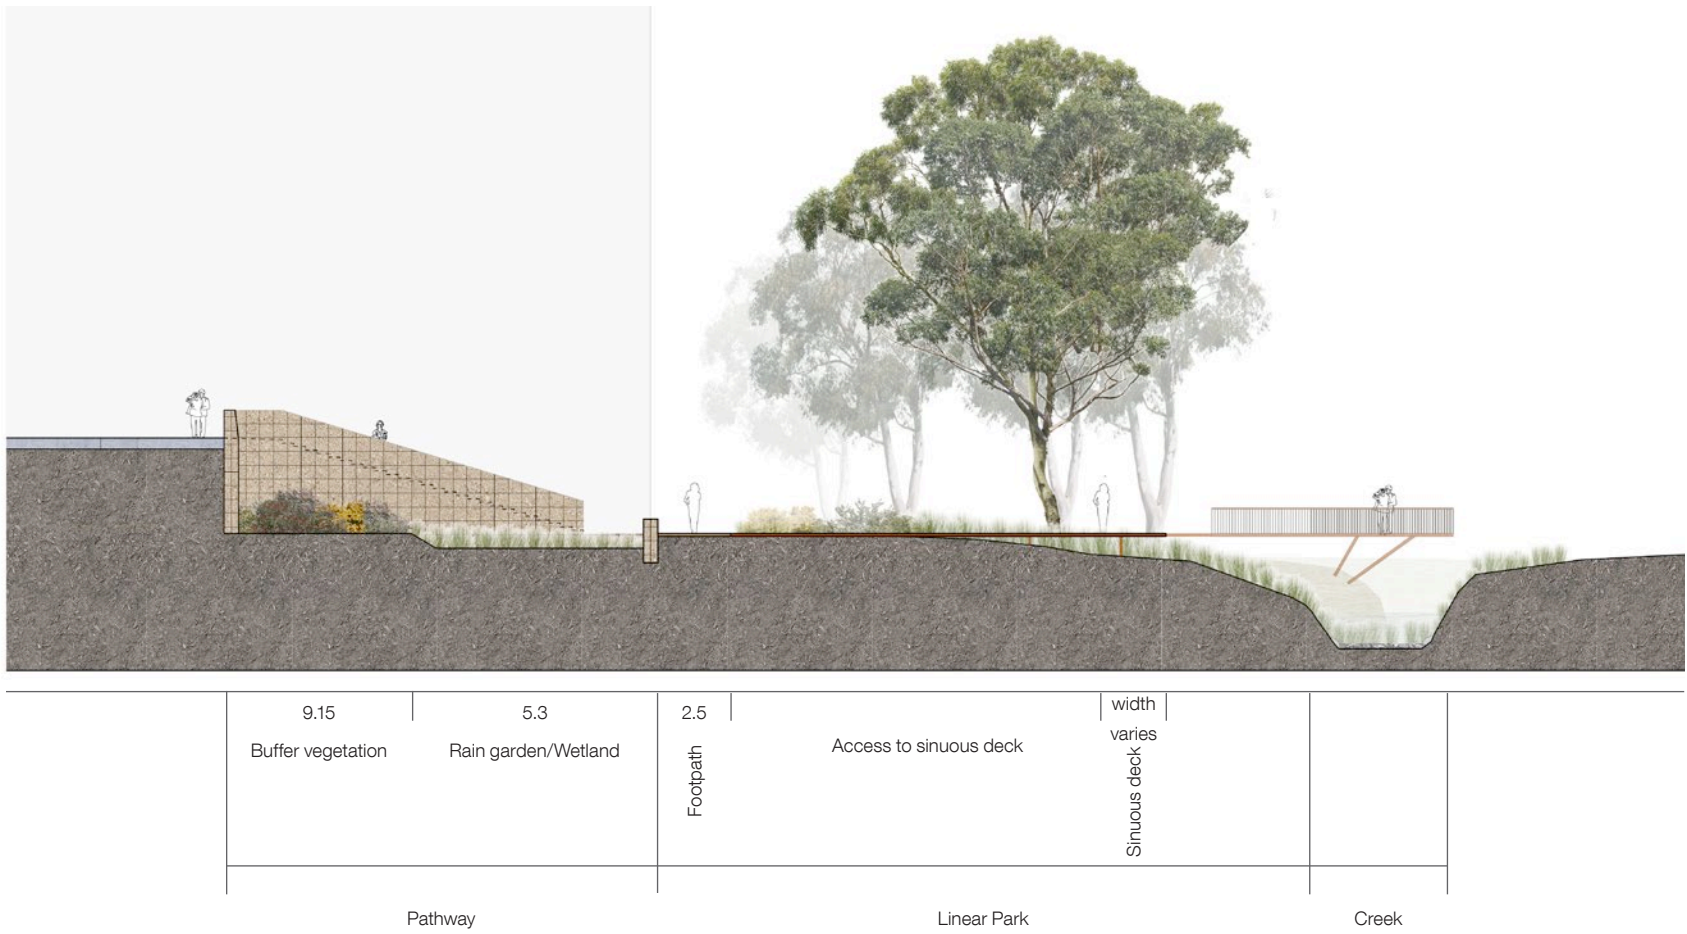 9.15
5.3
2.5
width
varies
Buffer vegetation
Rain garden/Wetland
Footpath
Access to sinuous deck
Sinuous deck
Pathway
Linear Park
Creek